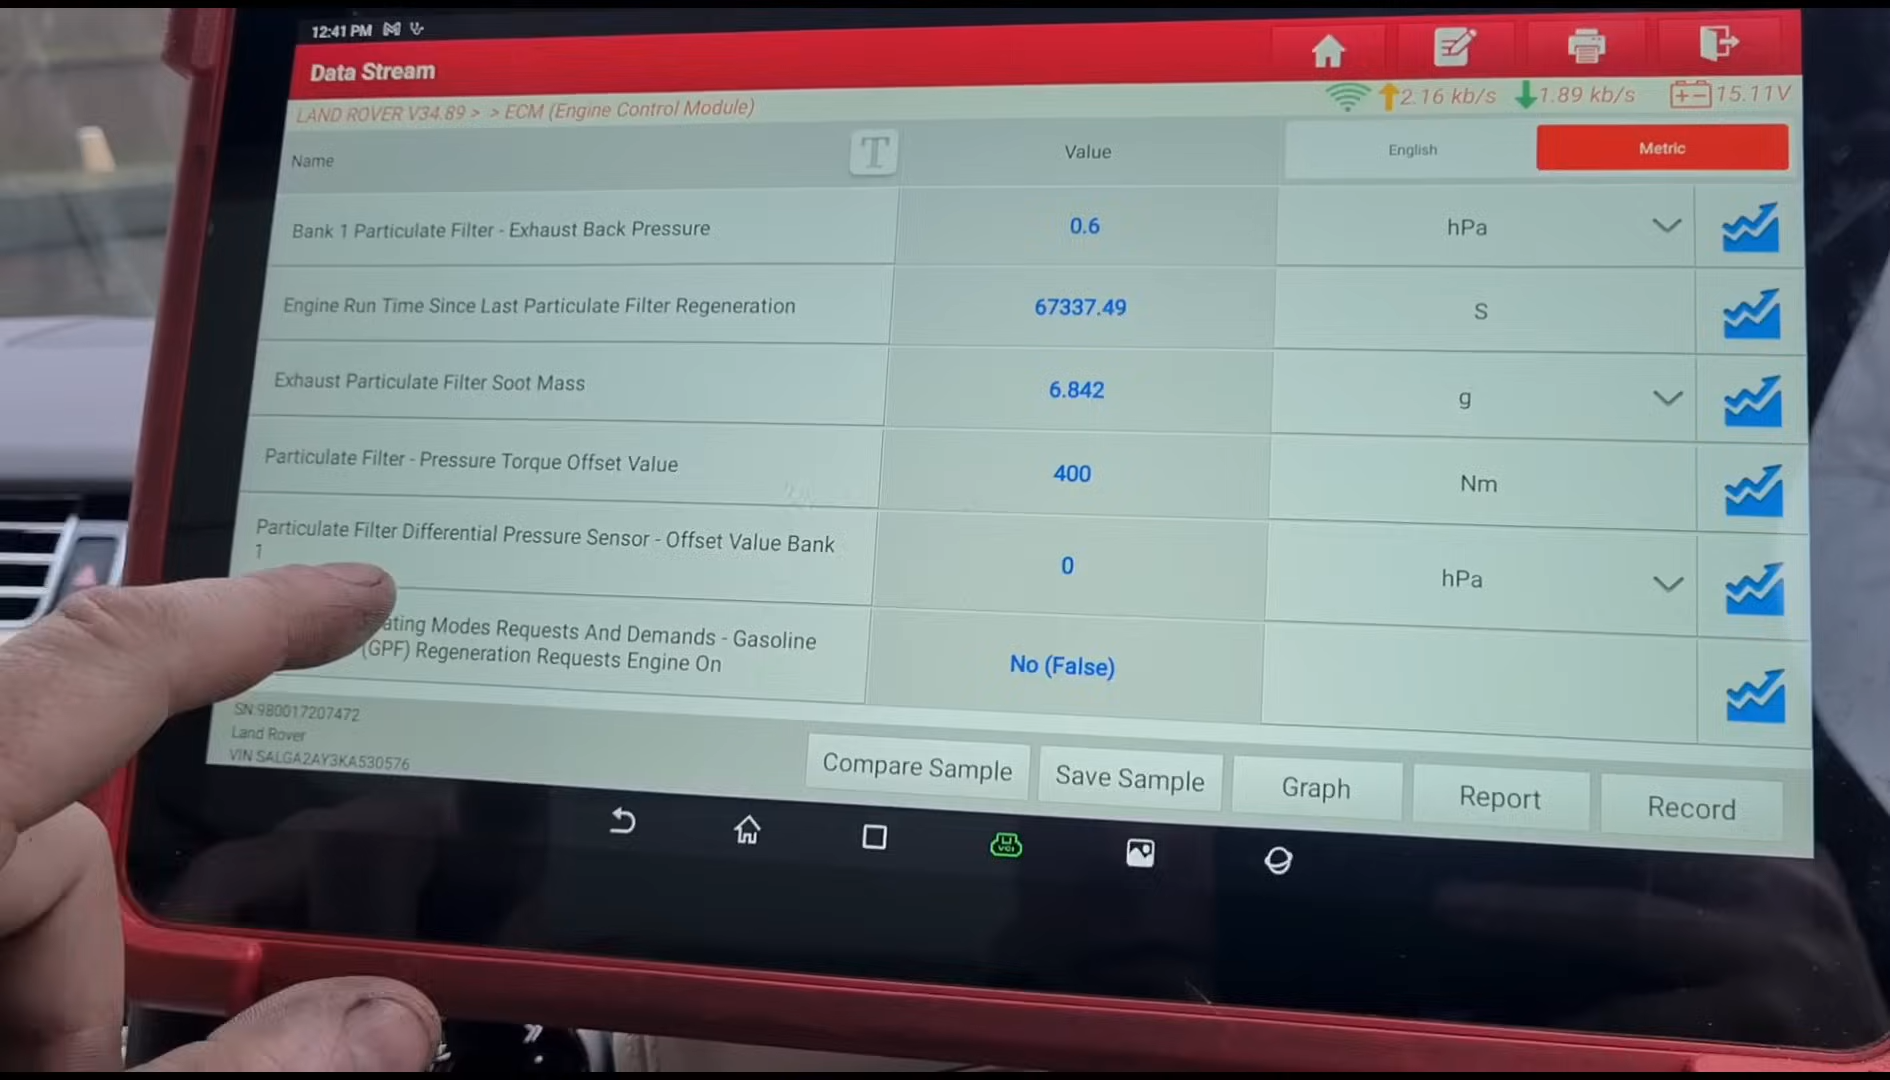 12:41 PM
Data Stream
LAND ROVER V34.89 > > ECM (Engine Control Module)
2.16 kb/s 1.89 kb/s 15.11V
Name T Value English Metric
Bank 1 Particulate Filter - Exhaust Back Pressure 0.6 hPa
Engine Run Time Since Last Particulate Filter Regeneration 67337.49 S
Exhaust Particulate Filter Soot Mass 6.842 g
Particulate Filter - Pressure Torque Offset Value 400 Nm
Particulate Filter Differential Pressure Sensor - Offset Value Bank
1 0 hPa
ating Modes Requests And Demands - Gasoline
(GPF) Regeneration Requests Engine On No (False)
SN:980017207472
Land Rover
VIN SALGA2AY3KA530576
Compare Sample Save Sample Graph Report Record
VCI